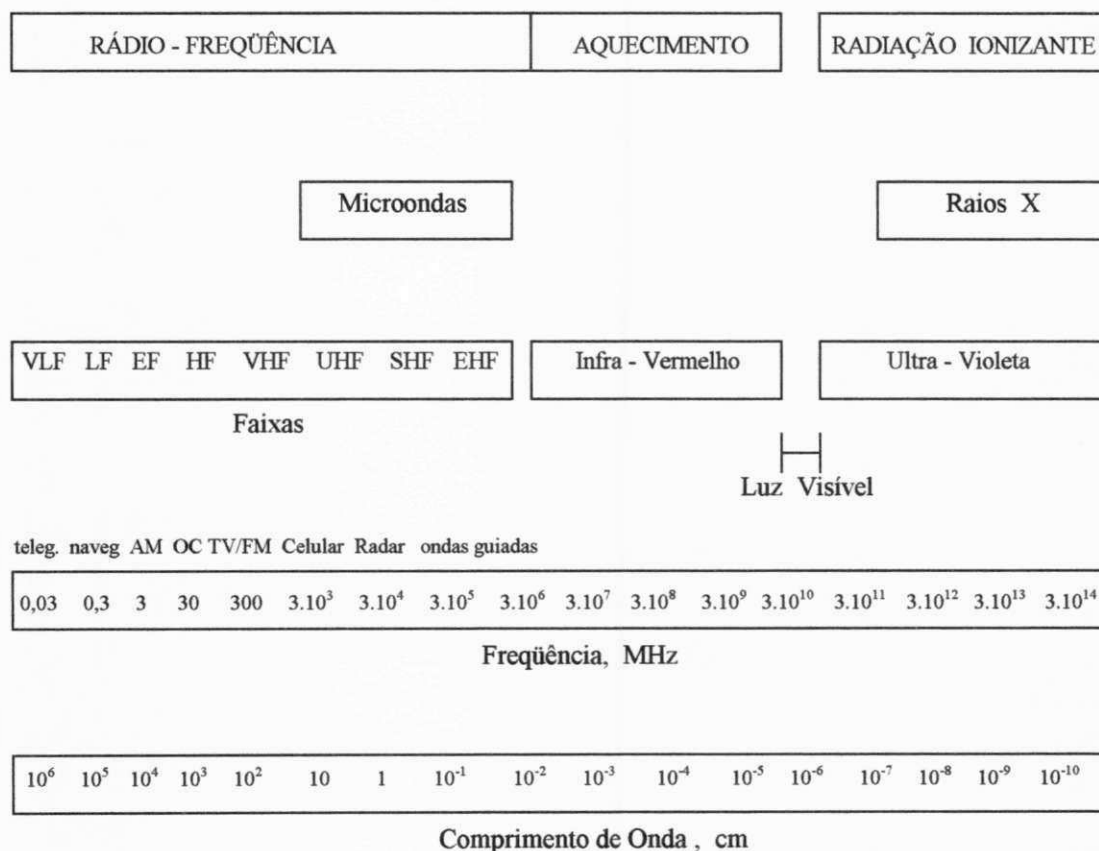 RÁDIO - FREQÜÊNCIA AQUECIMENTO RADIAÇÃO IONIZANTE
Microondas Raios X
VLF LF EF HF VHF UHF SHF EHF Infra - Vermelho Ultra - Violeta
Faixas
Luz Visível
teleg. naveg AM OC TV/FM Celular Radar ondas guiadas
0,03 0,3 3 30 300 3.10³ 3.10⁴ 3.10⁵ 3.10⁶ 3.10⁷ 3.10⁸ 3.10⁹ 3.10¹⁰ 3.10¹¹ 3.10¹² 3.10¹³ 3.10¹⁴
Freqüência, MHz
10⁶ 10⁵ 10⁴ 10³ 10² 10 1 10⁻¹ 10⁻² 10⁻³ 10⁻⁴ 10⁻⁵ 10⁻⁶ 10⁻⁷ 10⁻⁸ 10⁻⁹ 10⁻¹⁰
Comprimento de Onda , cm